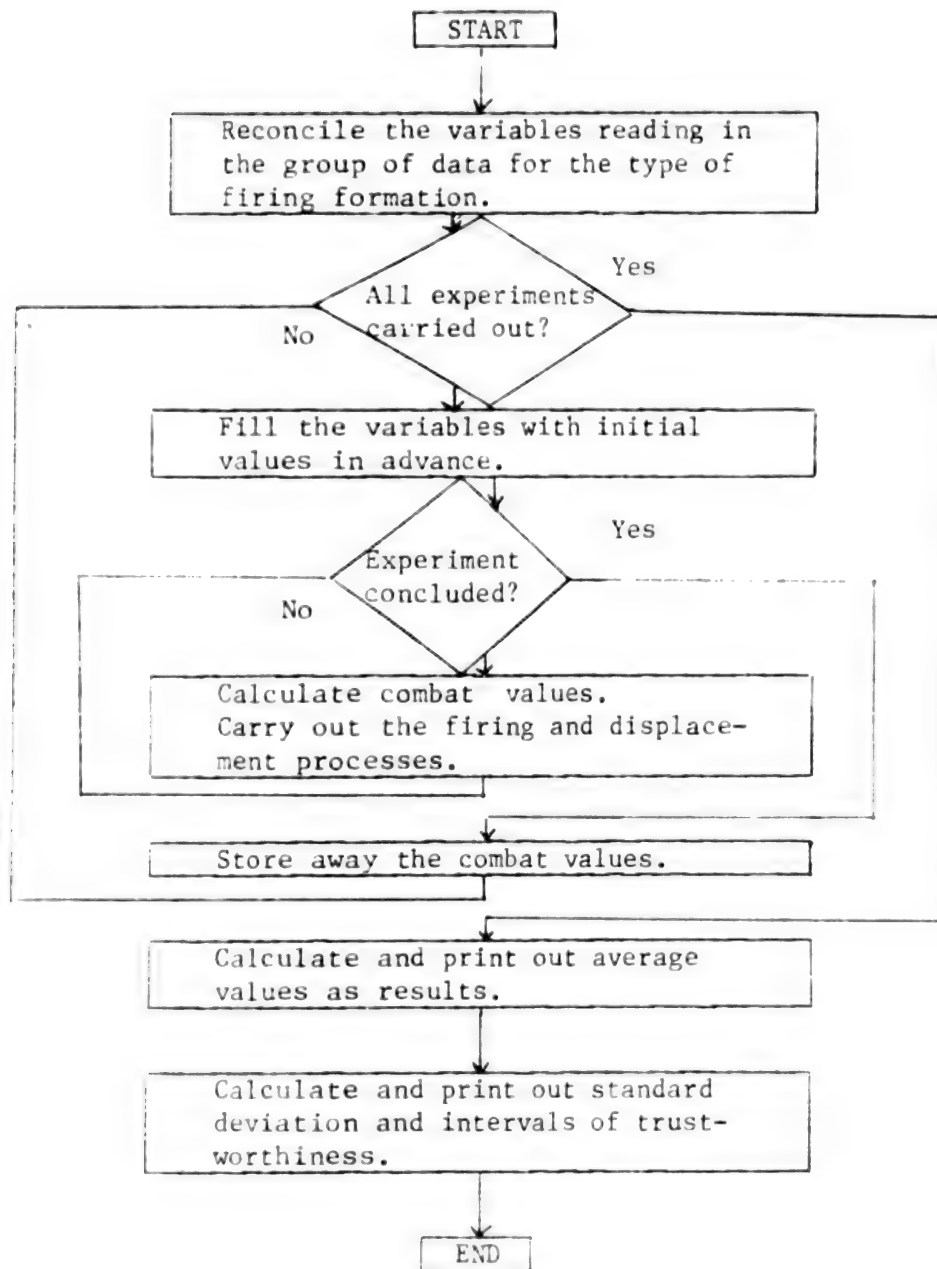 START
Reconcile the variables reading in
the group of data for the type of
firing formation.
Yes
All experiments
No
carried out?
Fill the variables with initial
values in advance.
Yes
Experiment
No
concluded?
Calculate combat values.
Carry out the firing and displace-
ment processes.
Store away the combat values.
Calculate and print out average
values as results.
Calculate and print out standard
deviation and intervals of trust-
worthiness.
END